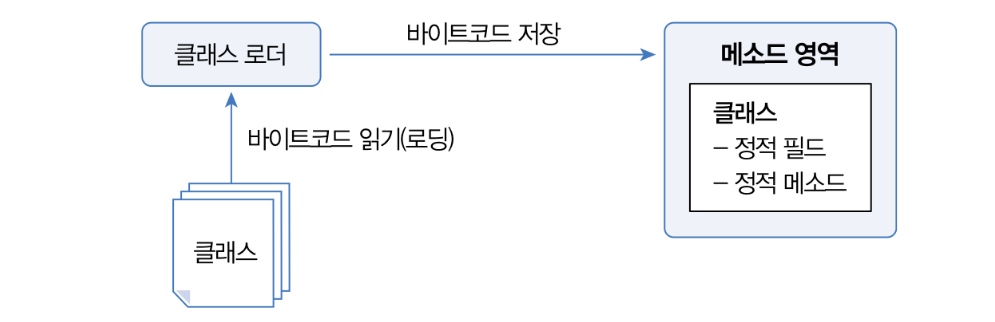 바이트코드 저장
클래스 로더
메소드 영역
클래스
– 정적 필드
– 정적 메소드
바이트코드 읽기(로딩)
클래스